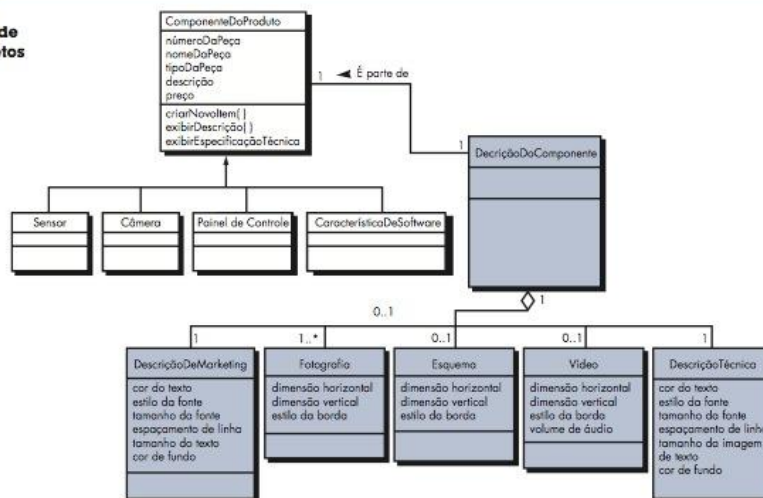 de
etos
ComponenteDoProduto
númeroDaPeça
nomeDaPeça
tipoDaPeça
descrição
preço
criarNovoItem( )
exibirDescrição( )
exibirEspecificaçãoTécnica
1
É parte de
1
DecriçãoDoComponente
Sensor
Câmera
Painel de Controle
CaracterísticaDeSoftware
1
0..1
1
1..*
0..1
0..1
1
DescriçãoDeMarketing
cor do texto
estilo da fonte
tamanho da fonte
espaçamento de linha
tamanho do texto
cor de fundo
Fotografia
dimensão horizontal
dimensão vertical
estilo da borda
Esquema
dimensão horizontal
dimensão vertical
estilo da borda
Vídeo
dimensão horizontal
dimensão vertical
estilo da borda
volume de áudio
DescriçãoTécnica
cor do texto
estilo da fonte
tamanho da fonte
espaçamento de linha
tamanho da imagem
de texto
cor de fundo